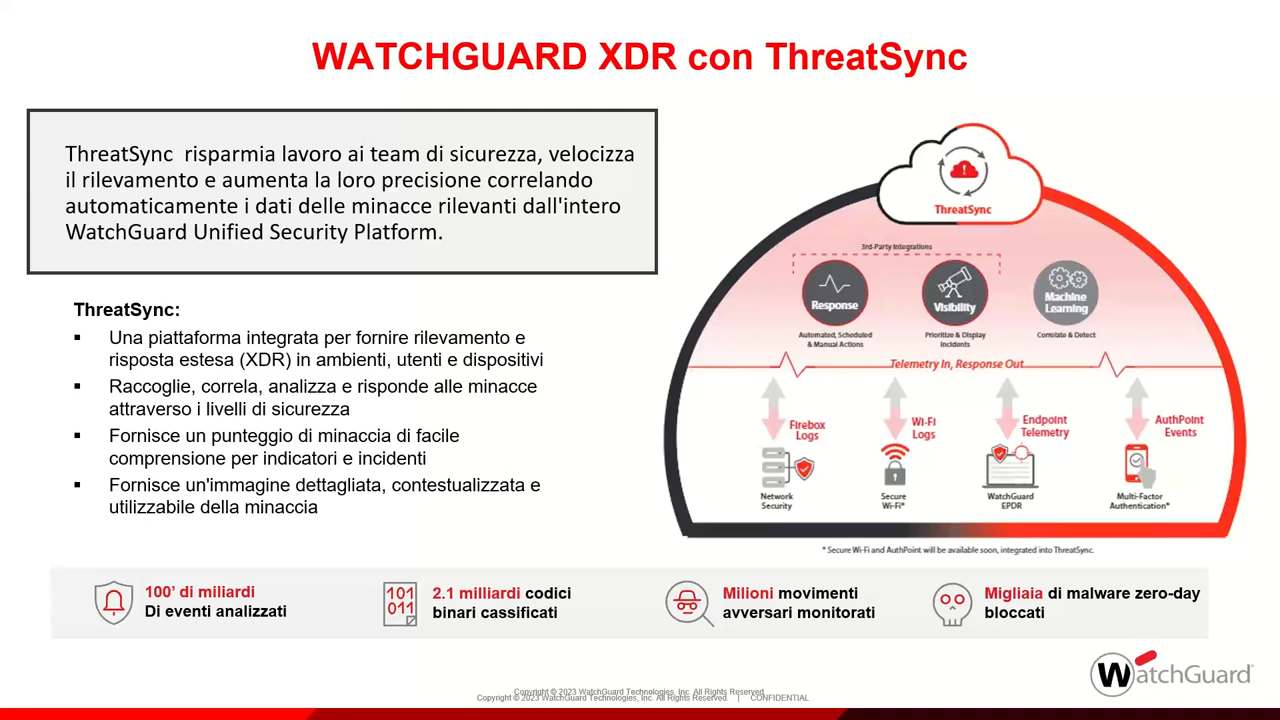 WATCHGUARD XDR con ThreatSync
ThreatSync risparmia lavoro ai team di sicurezza, velocizza
il rilevamento e aumenta la loro precisione correlando
automaticamente i dati delle minacce rilevanti dall'intero
WatchGuard Unified Security Platform.
ThreatSync:
▪ Una piattaforma integrata per fornire rilevamento e
risposta estesa (XDR) in ambienti, utenti e dispositivi
▪ Raccoglie, correla, analizza e risponde alle minacce
attraverso i livelli di sicurezza
▪ Fornisce un punteggio di minaccia di facile
comprensione per indicatori e incidenti
▪ Fornisce un'immagine dettagliata, contestualizzata e
utilizzabile della minaccia
ThreatSync
3rd-Party Integrations
Response
Visibility
Machine
Learning
Automated, Scheduled
& Manual Actions
Prioritize & Display
Incidents
Correlate & Detect
Telemetry In, Response Out
Firebox
Logs
Wi-Fi
Logs
Endpoint
Telemetry
AuthPoint
Events
Network
Security
Secure
Wi-Fi*
WatchGuard
EPDR
Multi-Factor
Authentication*
* Secure Wi-Fi and AuthPoint will be available soon, integrated into ThreatSync.
100' di miliardi
Di eventi analizzati
101
011
2.1 milliardi codici
binari cassificati
Milioni movimenti
avversari monitorati
Migliaia di malware zero-day
bloccati
WatchGuard
Copyright © 2023 WatchGuard Technologies, Inc. All Rights Reserved
Copyright © 2023 WatchGuard Technologies, Inc. All Rights Reserved | CONFIDENTIAL